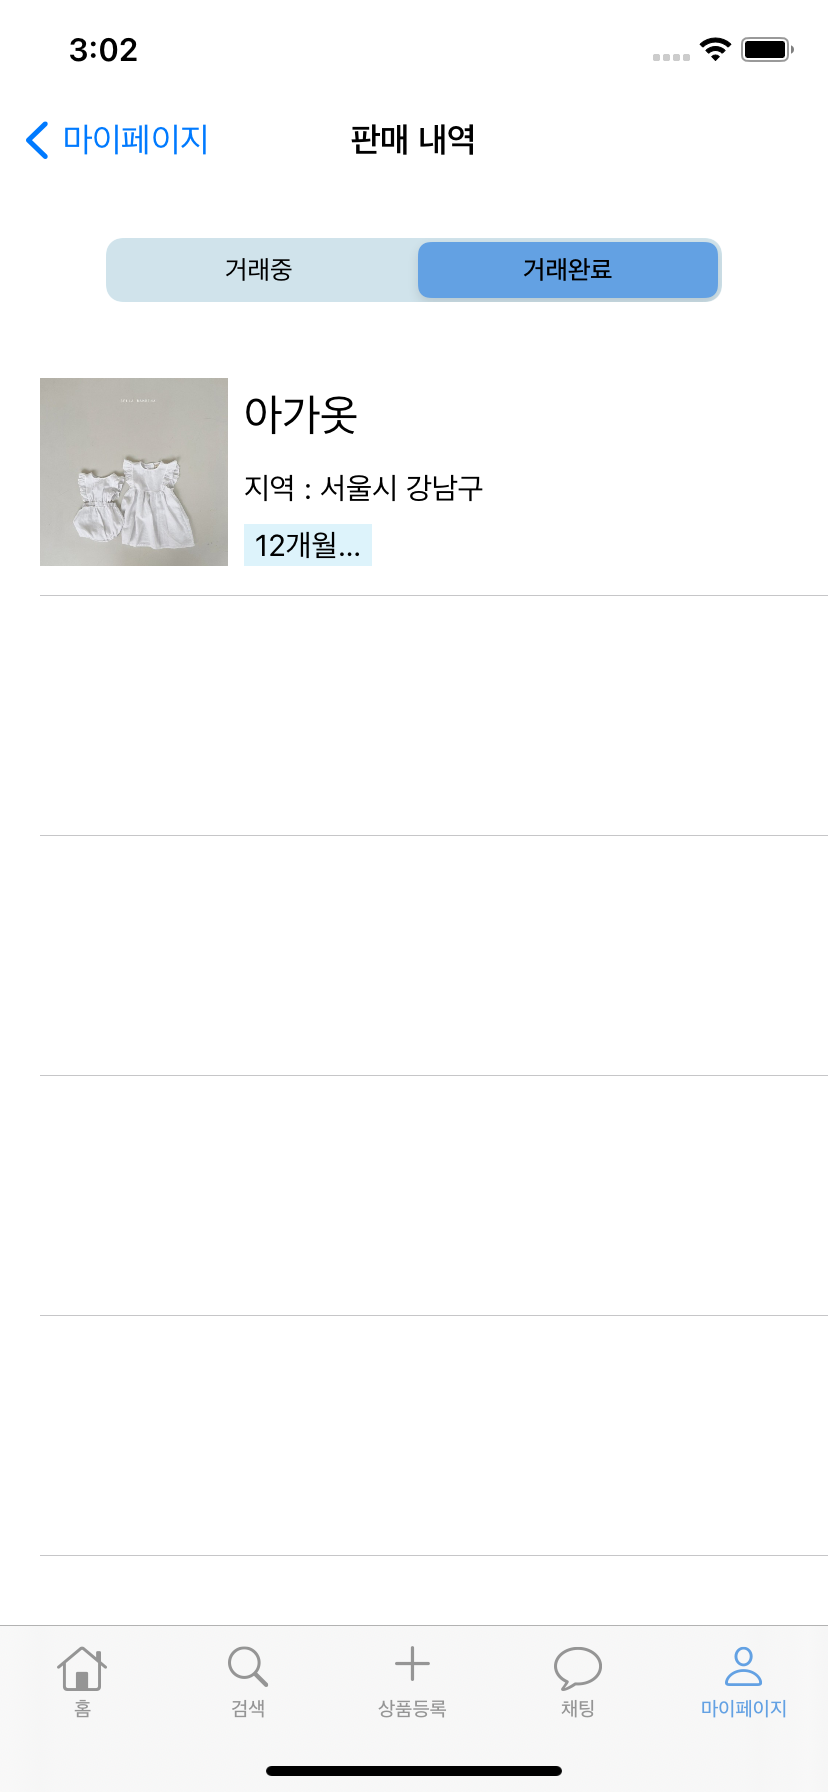 3:02
마이페이지
판매 내역
거래중
거래완료
아가옷
지역 : 서울시 강남구
12개월...
홈
검색
상품등록
채팅
마이페이지